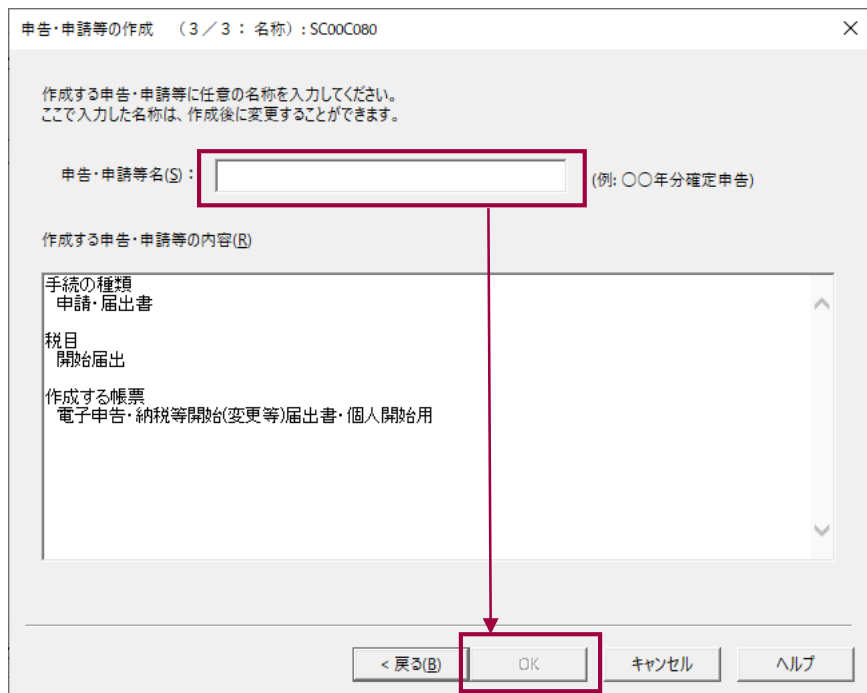 申告・申請等の作成　（３／３：名称）：SC00C080
作成する申告・申請等に任意の名称を入力してください。
ここで入力した名称は、作成後に変更することができます。
申告・申請等名(S)：
(例: 〇〇年分確定申告)
作成する申告・申請等の内容(R)
手続の種類
申請・届出書
税目
開始届出
作成する帳票
電子申告・納税等開始(変更等)届出書・個人開始用
< 戻る(B)
OK
キャンセル
ヘルプ